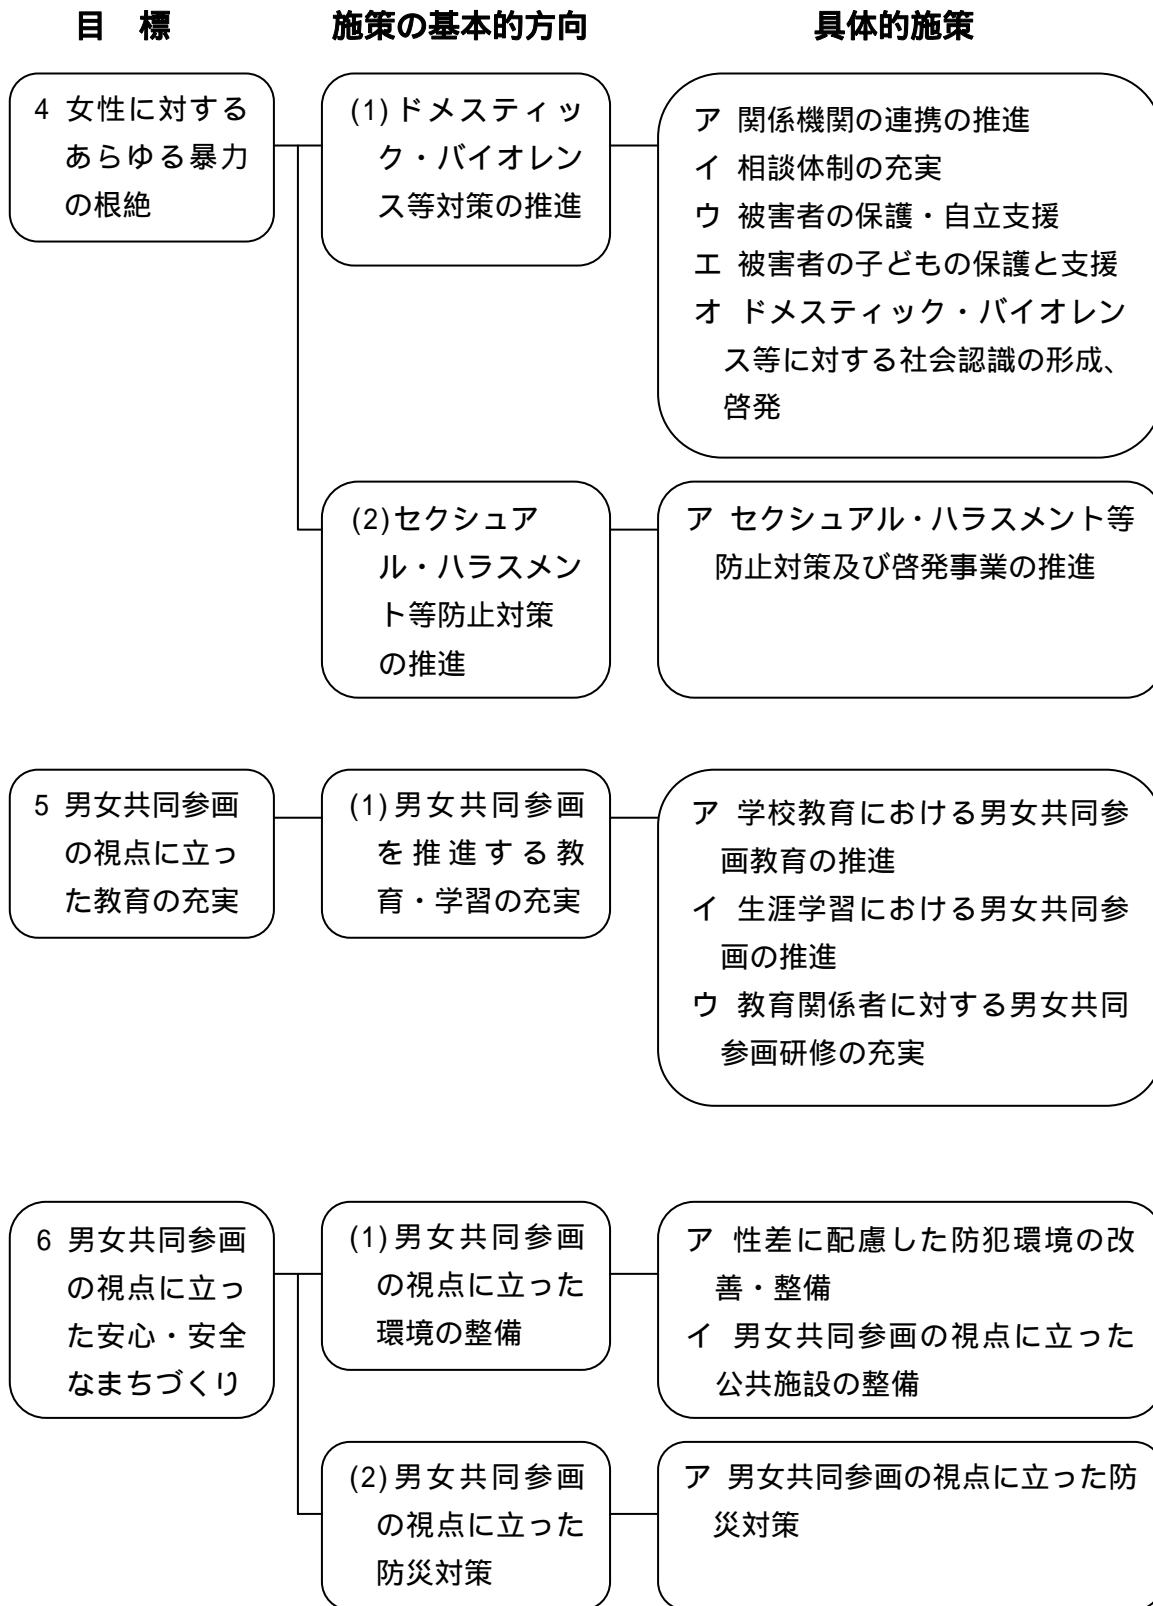 目　標
施策の基本的方向
具体的施策
4 女性に対する
あらゆる暴力
の根絶
(1)ドメスティッ
ク・バイオレン
ス等対策の推進
ア 関係機関の連携の推進
イ 相談体制の充実
ウ 被害者の保護・自立支援
エ 被害者の子どもの保護と支援
オ ドメスティック・バイオレン
ス等に対する社会認識の形成、
啓発
(2)セクシュア
ル・ハラスメン
ト等防止対策
の推進
ア セクシュアル・ハラスメント等
防止対策及び啓発事業の推進
5 男女共同参画
の視点に立っ
た教育の充実
(1)男女共同参画
を推進する教
育・学習の充実
ア 学校教育における男女共同参
画教育の推進
イ 生涯学習における男女共同参
画の推進
ウ 教育関係者に対する男女共同
参画研修の充実
6 男女共同参画
の視点に立っ
た安心・安全
なまちづくり
(1)男女共同参画
の視点に立った
環境の整備
ア 性差に配慮した防犯環境の改
善・整備
イ 男女共同参画の視点に立った
公共施設の整備
(2)男女共同参画
の視点に立った
防災対策
ア 男女共同参画の視点に立った防
災対策